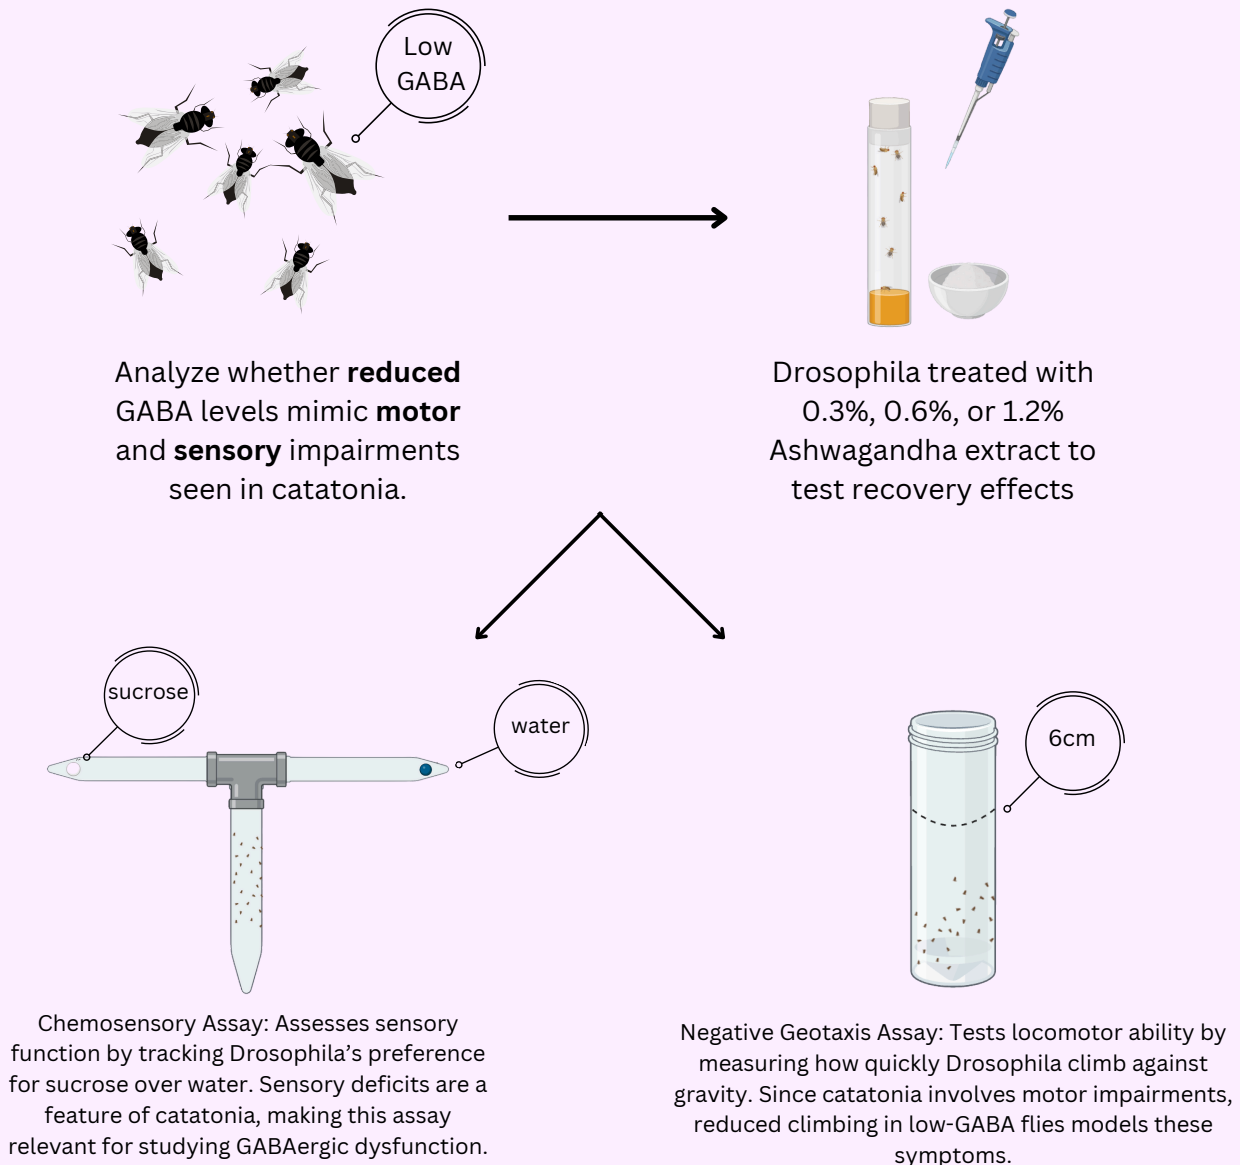 Low
GABA
Analyze whether reduced
GABA levels mimic motor
and sensory impairments
seen in catatonia.
Drosophila treated with
0.3%, 0.6%, or 1.2%
Ashwagandha extract to
test recovery effects
sucrose
water
6cm
Chemosensory Assay: Assesses sensory
function by tracking Drosophila’s preference
for sucrose over water. Sensory deficits are a
feature of catatonia, making this assay
relevant for studying GABAergic dysfunction.
Negative Geotaxis Assay: Tests locomotor ability by
measuring how quickly Drosophila climb against
gravity. Since catatonia involves motor impairments,
reduced climbing in low-GABA flies models these
symptoms.